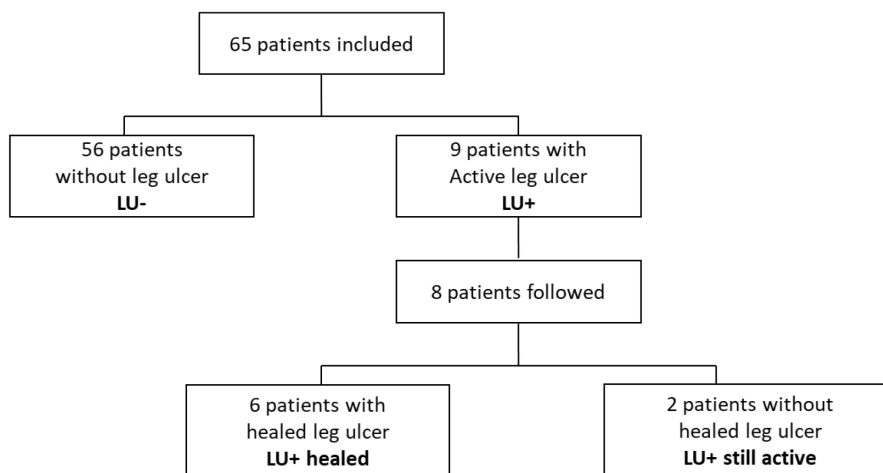 65 patients included
56 patients
without leg ulcer
LU-
9 patients with
Active leg ulcer
LU+
8 patients followed
6 patients with
healed leg ulcer
LU+ healed
2 patients without
healed leg ulcer
LU+ still active